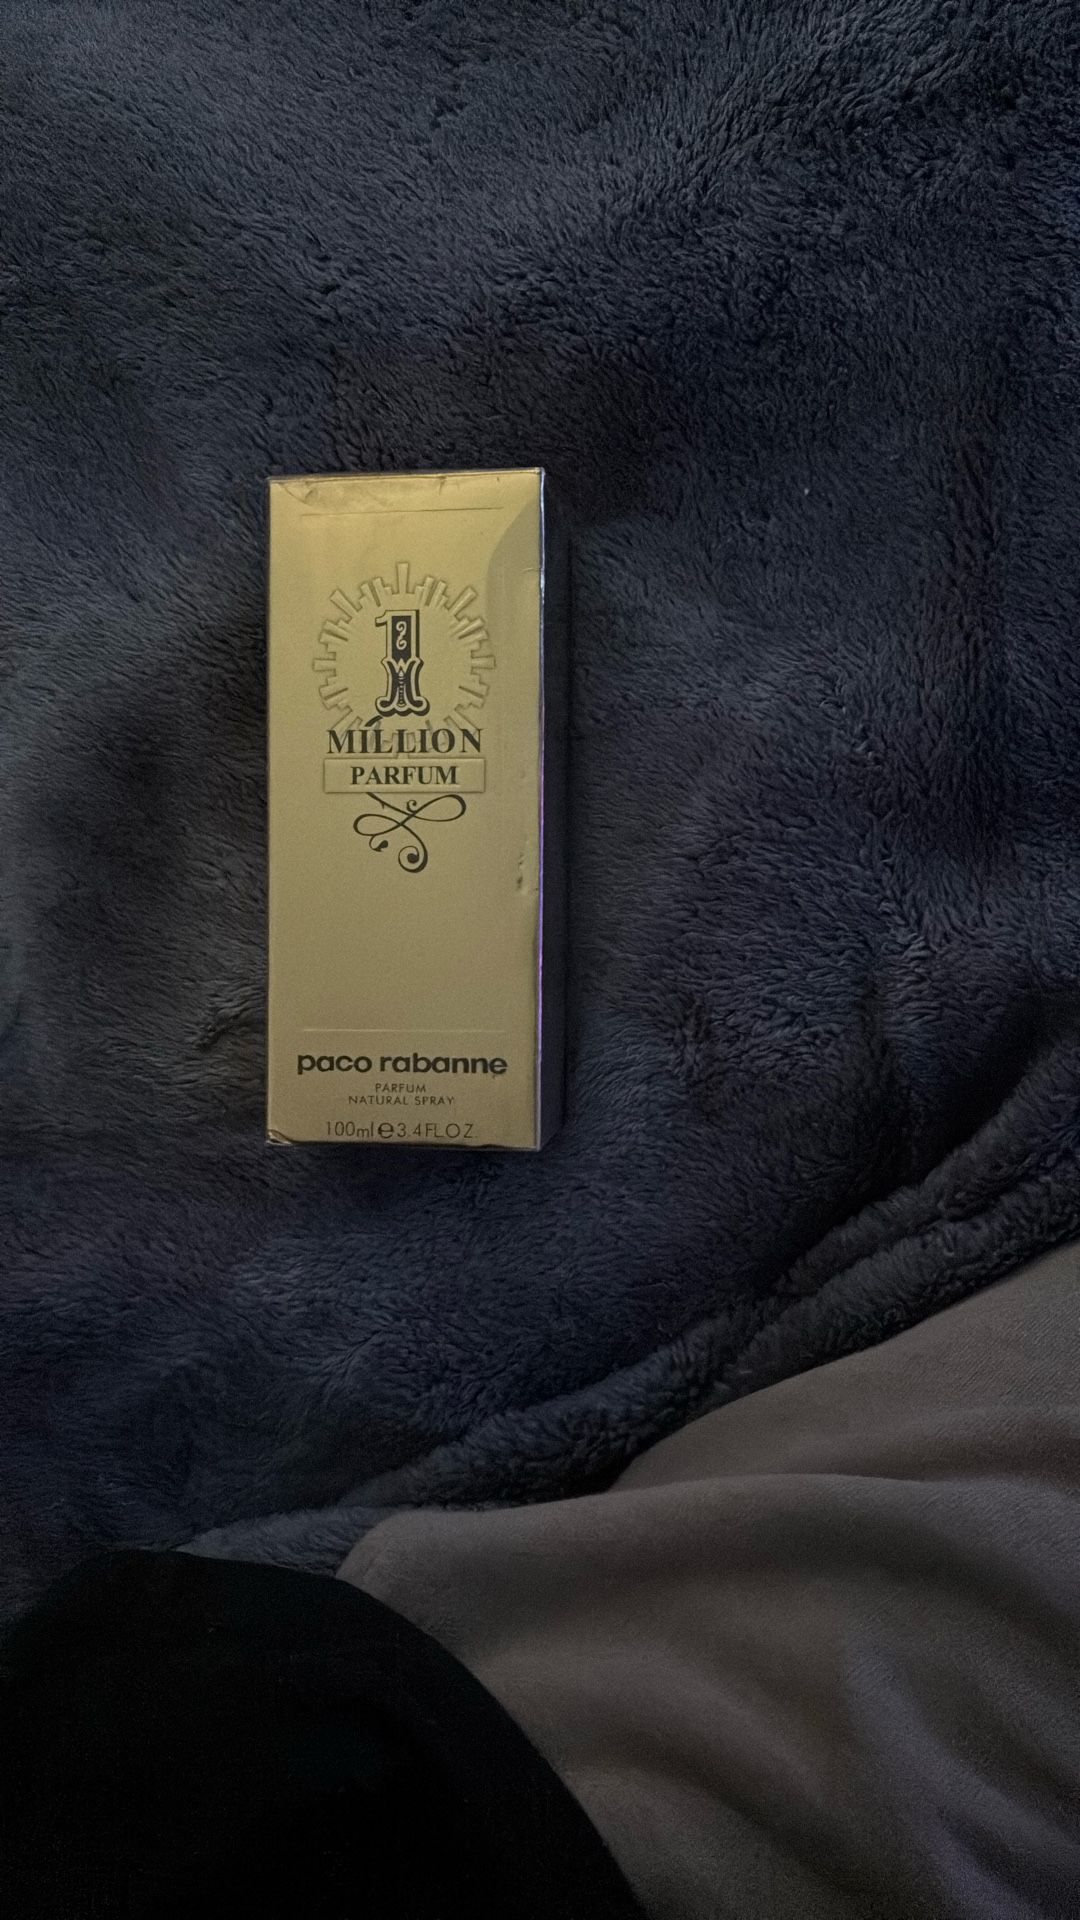 1
MILLION
PARFUM
paco rabanne
PARFUM
NATURAL SPRAY
100ml℮3.4FL.OZ.